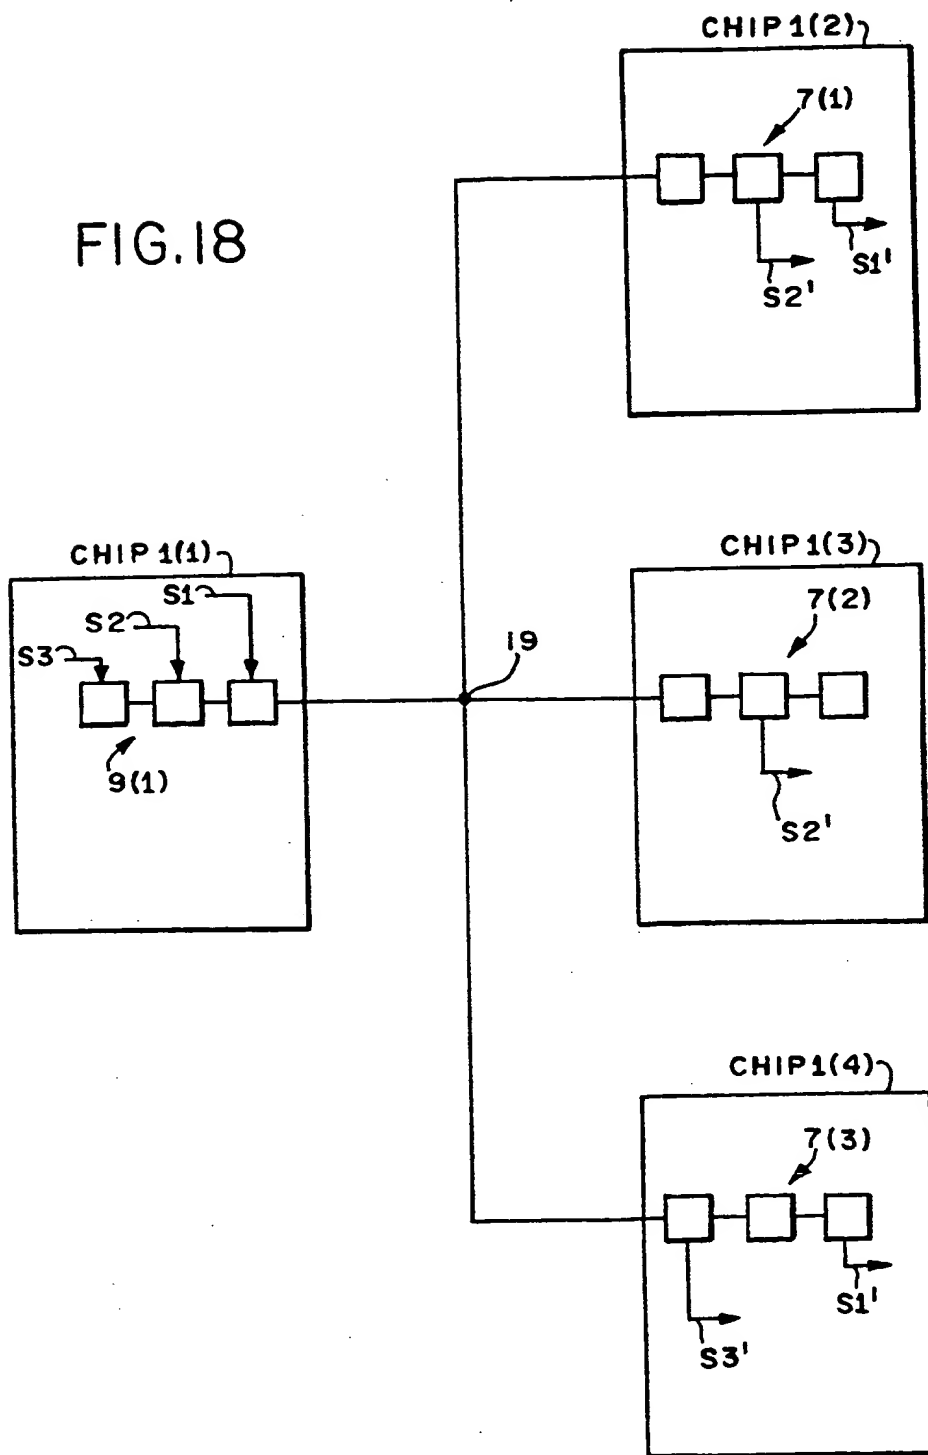 CHIP 1(2)
7(1)
FIG.18
S1'
S2'
CHIP 1(1)
CHIP 1(3)
S1
S2
S3
19
7(2)
9(1)
S2'
CHIP 1(4)
7(3)
S1'
S3'